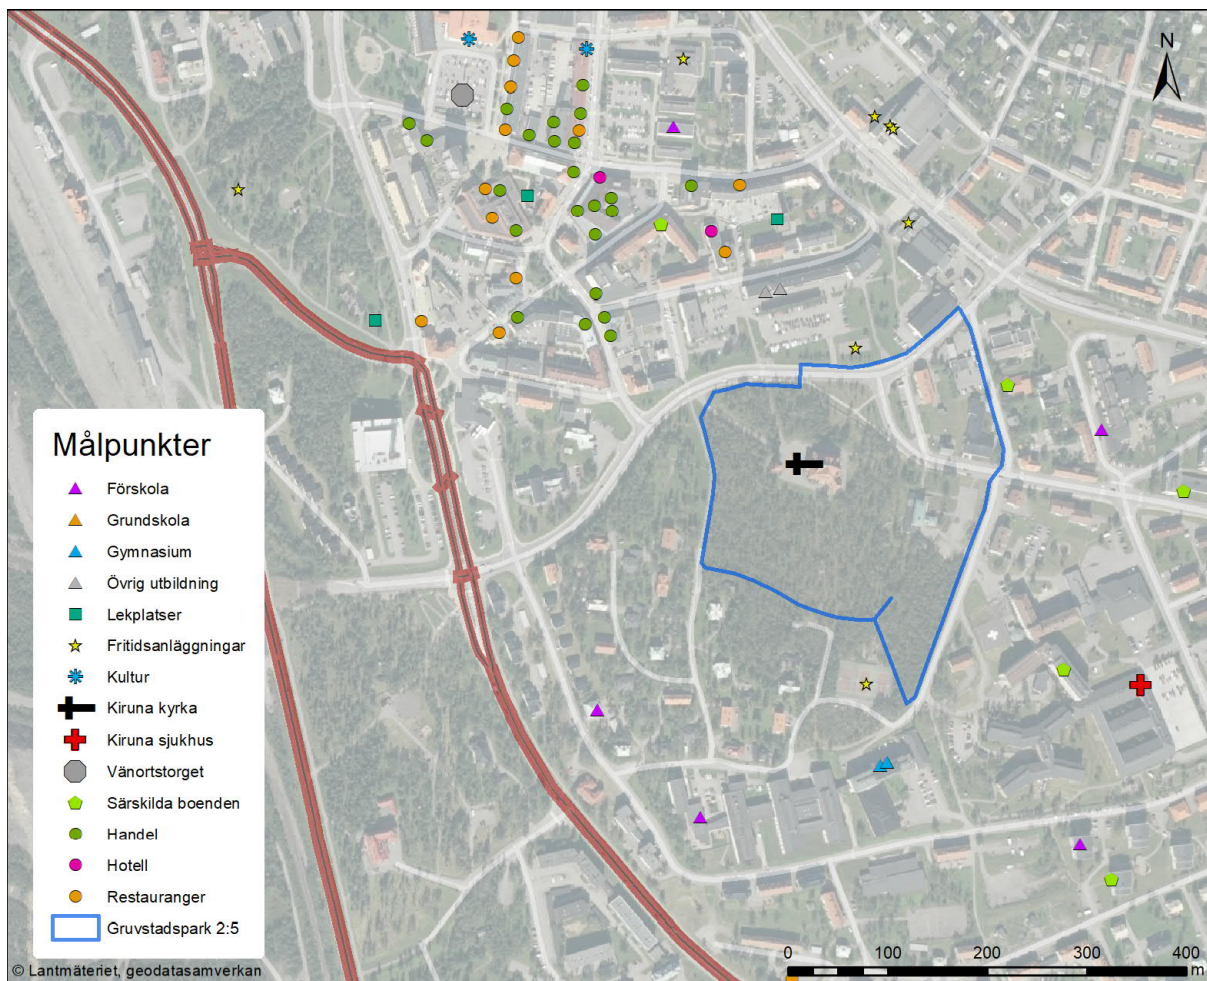 N
Målpunkter
Förskola
Grundskola
Gymnasium
Övrig utbildning
Lekplatser
Fritidsanläggningar
Kultur
Kiruna kyrka
Kiruna sjukhus
Vänortstorget
Särskilda boenden
Handel
Hotell
Restauranger
Gruvstadspark 2:5
© Lantmäteriet, geodatasamverkan
0 100 200 300 400
m